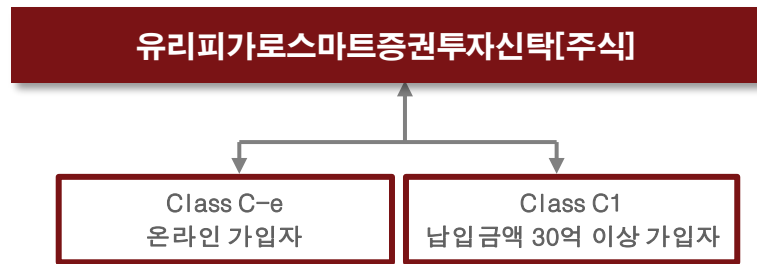 유리피가로스마트증권투자신탁[주식]
Class C-e
온라인 가입자
Class C1
납입금액 30억 이상 가입자